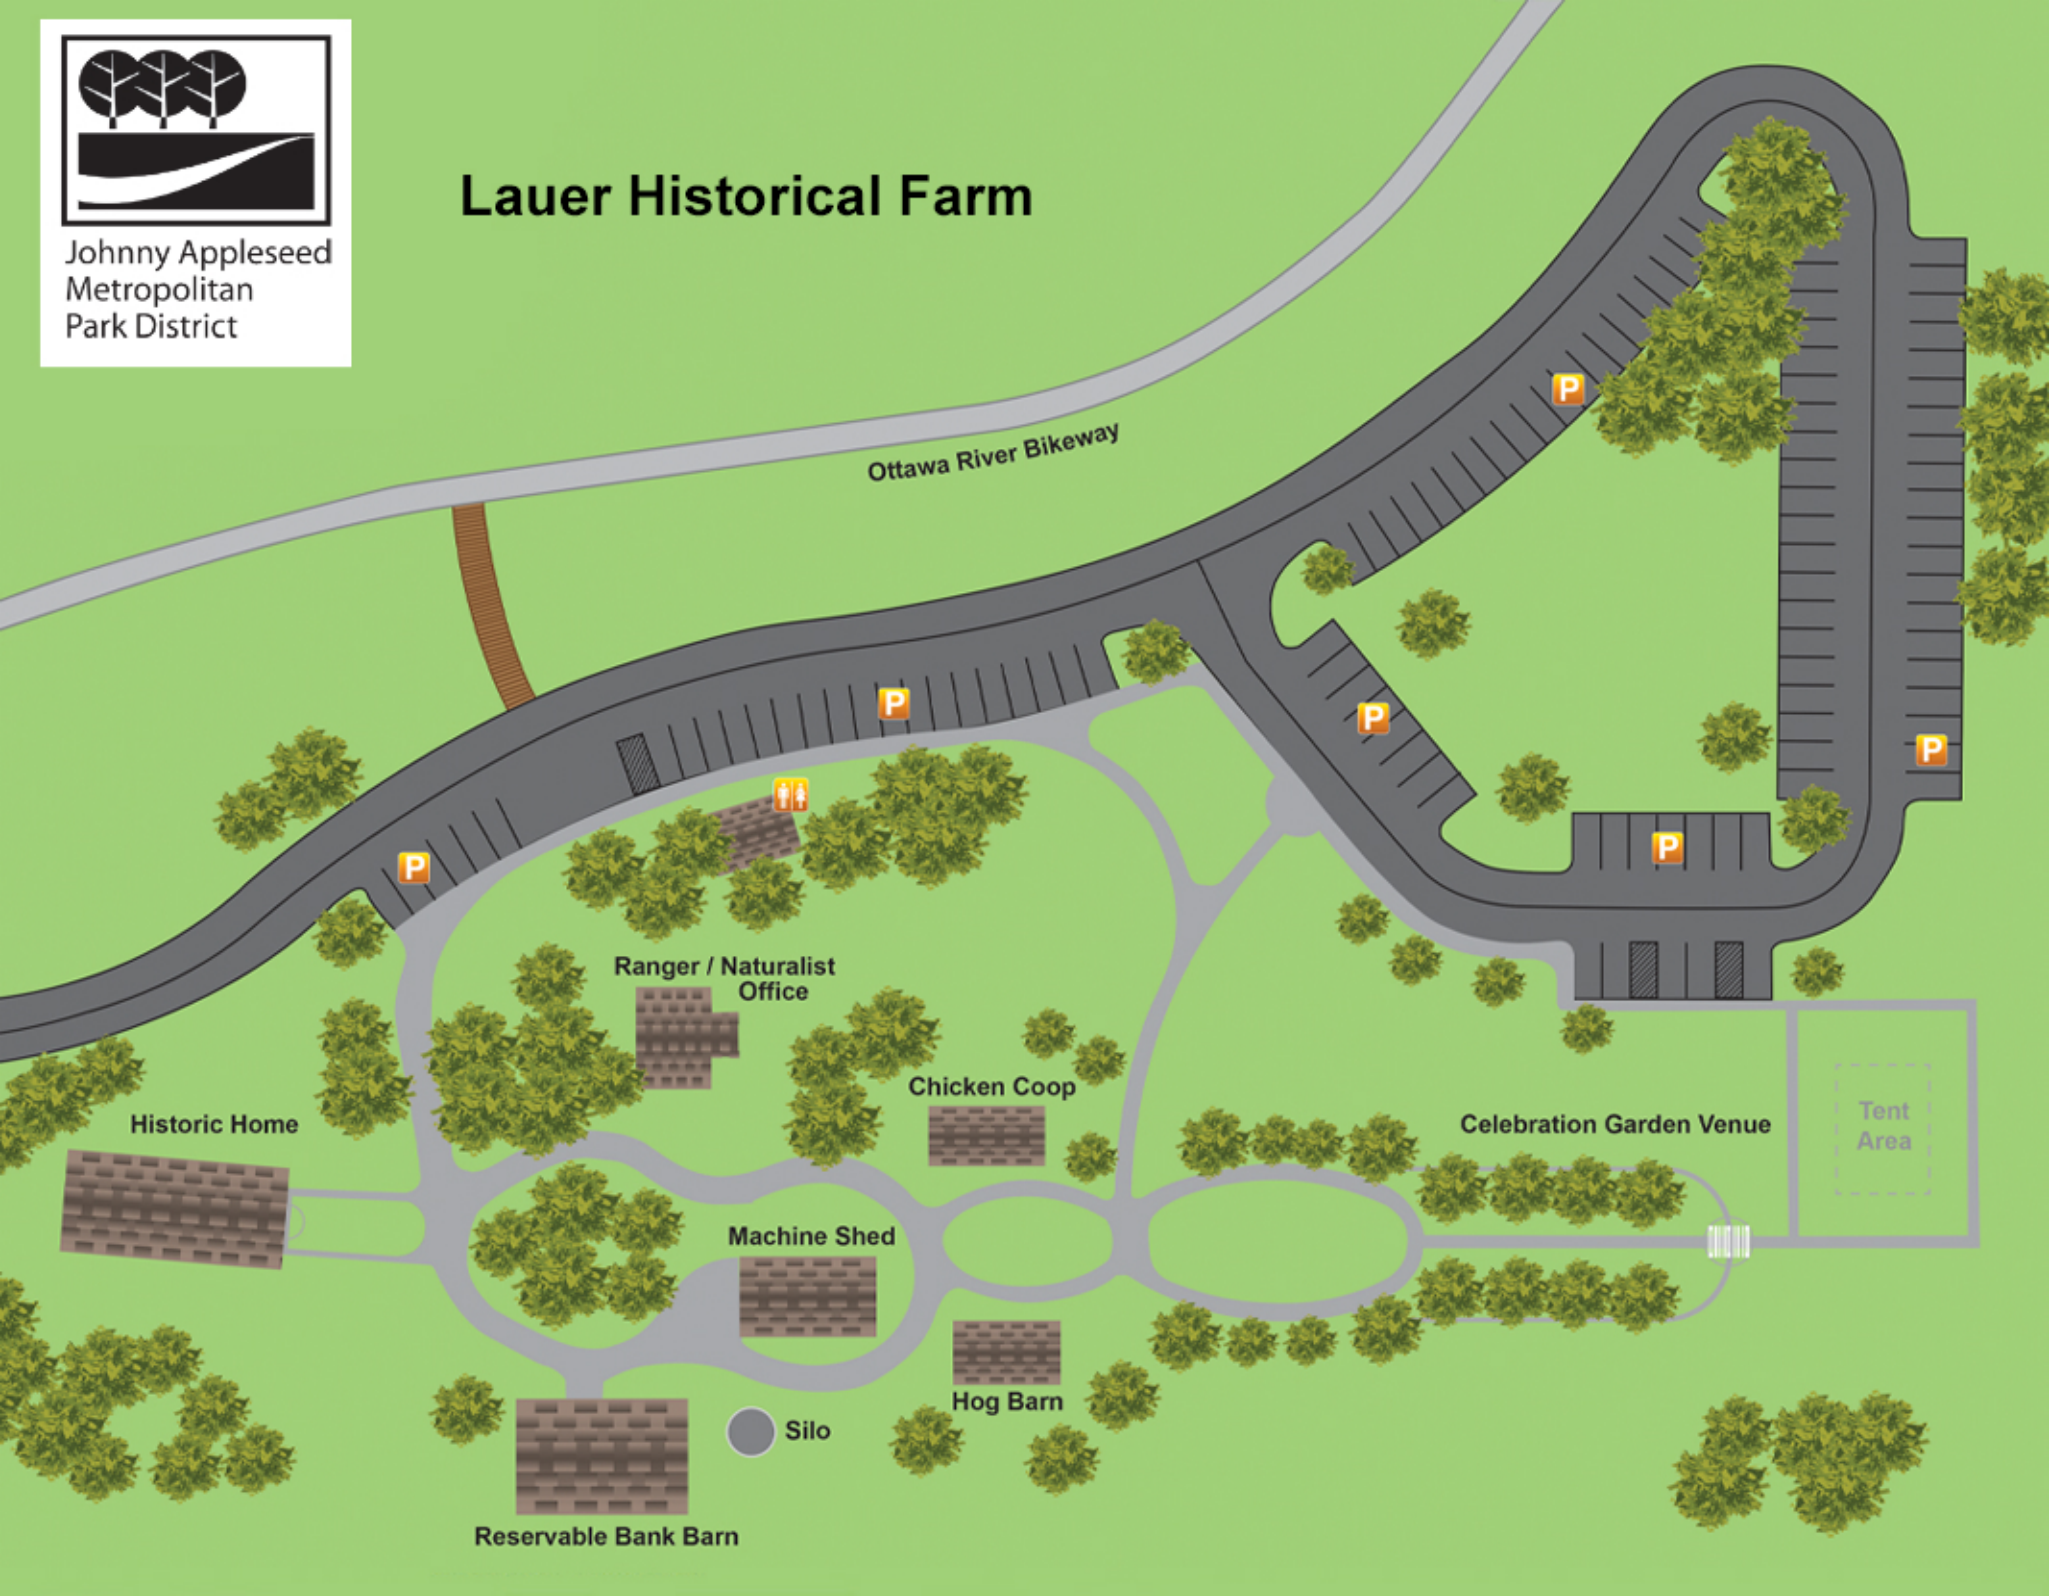 Johnny Appleseed
Metropolitan
Park District
Lauer Historical Farm
Ottawa River Bikeway
P
P
P
P
P
P
Ranger / Naturalist
Office
Chicken Coop
Historic Home
Celebration Garden Venue
Tent
Area
Machine Shed
Hog Barn
Silo
Reservable Bank Barn